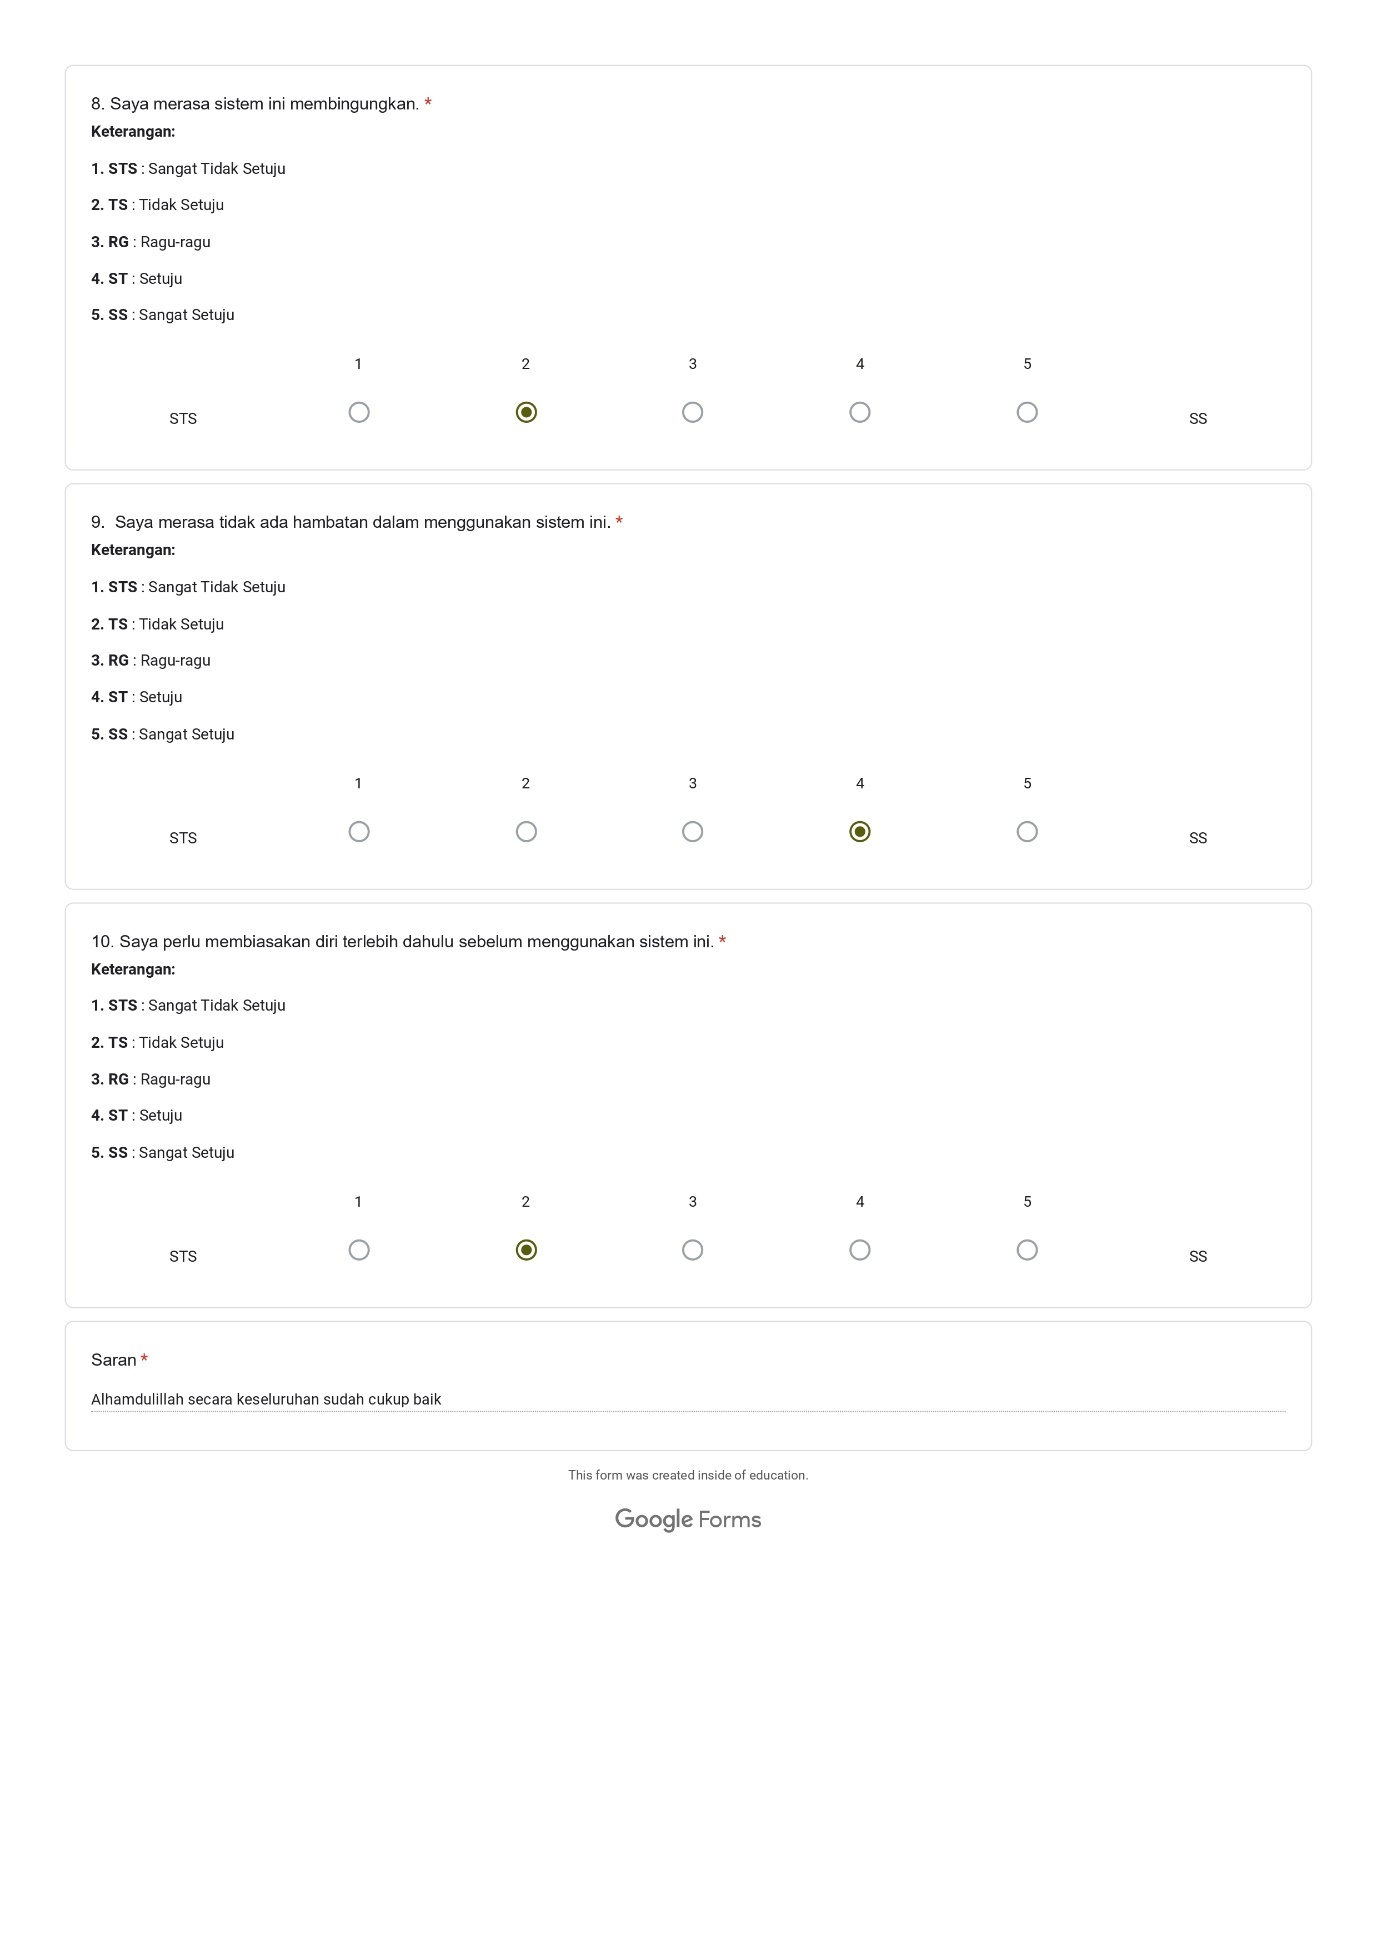 8. Saya merasa sistem ini membingungkan. *
Keterangan:
1. STS : Sangat Tidak Setuju
2. TS : Tidak Setuju
3. RG : Ragu-ragu
4. ST : Setuju
5. SS : Sangat Setuju
1 2 3 4 5
STS SS
9. Saya merasa tidak ada hambatan dalam menggunakan sistem ini. *
Keterangan:
1. STS : Sangat Tidak Setuju
2. TS : Tidak Setuju
3. RG : Ragu-ragu
4. ST : Setuju
5. SS : Sangat Setuju
1 2 3 4 5
STS SS
10. Saya perlu membiasakan diri terlebih dahulu sebelum menggunakan sistem ini. *
Keterangan:
1. STS : Sangat Tidak Setuju
2. TS : Tidak Setuju
3. RG : Ragu-ragu
4. ST : Setuju
5. SS : Sangat Setuju
1 2 3 4 5
STS SS
Saran *
Alhamdulillah secara keseluruhan sudah cukup baik
This form was created inside of education.
Google Forms